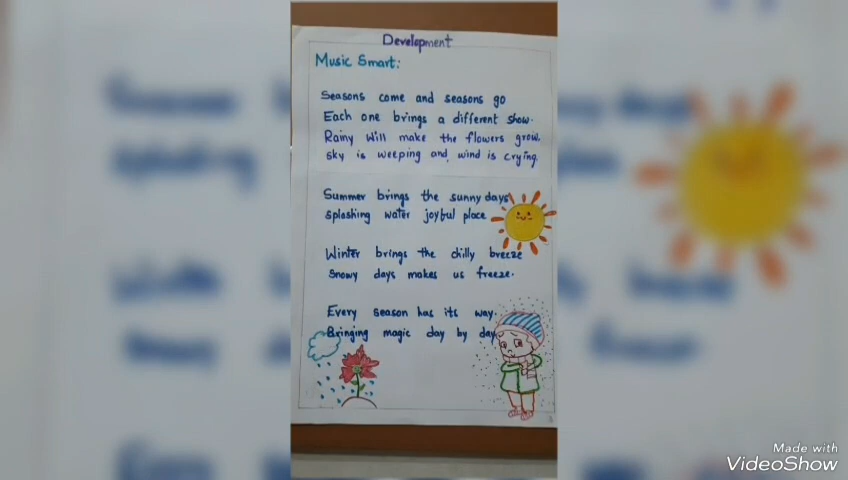 Development
Music Smart:
Seasons come and seasons go
Each one brings a different show.
Rainy will make the flowers grow.
sky is weeping and wind is crying.
Summer brings the sunny days
splashing water joyful place
Winter brings the chilly breeze
Snowy days makes us freeze.
Every season has its way.
Bringing magic day by day
Made with
VideoShow